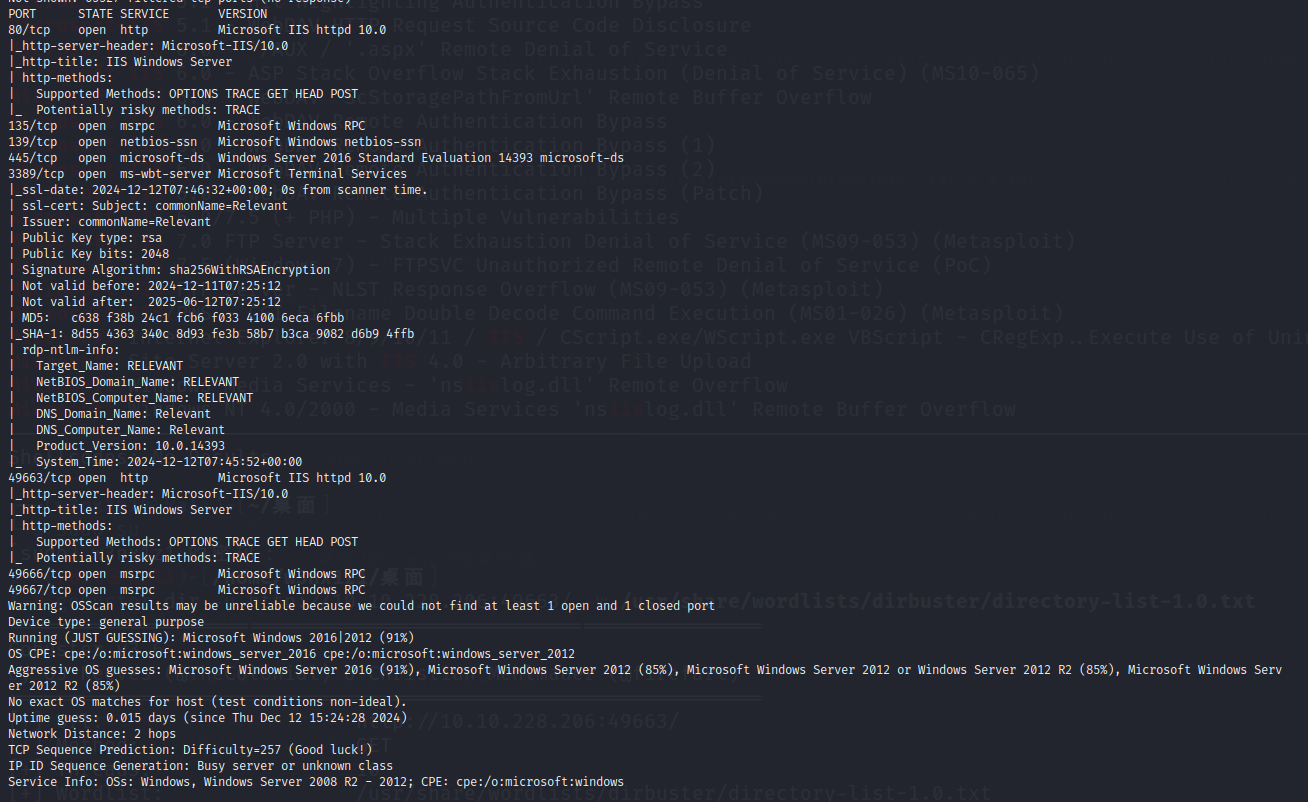 Not shown: 65527 filtered tcp ports (no response)
PORT      STATE SERVICE       VERSION
80/tcp    open  http          Microsoft IIS httpd 10.0
|_http-server-header: Microsoft-IIS/10.0
|_http-title: IIS Windows Server
| http-methods:
|   Supported Methods: OPTIONS TRACE GET HEAD POST
|_  Potentially risky methods: TRACE
135/tcp   open  msrpc         Microsoft Windows RPC
139/tcp   open  netbios-ssn   Microsoft Windows netbios-ssn
445/tcp   open  microsoft-ds  Windows Server 2016 Standard Evaluation 14393 microsoft-ds
3389/tcp  open  ms-wbt-server Microsoft Terminal Services
|_ssl-date: 2024-12-12T07:46:32+00:00; 0s from scanner time.
| ssl-cert: Subject: commonName=Relevant
| Issuer: commonName=Relevant
| Public Key type: rsa
| Public Key bits: 2048
| Signature Algorithm: sha256WithRSAEncryption
| Not valid before: 2024-12-11T07:25:12
| Not valid after:  2025-06-12T07:25:12
| MD5:   c638 f38b 24c1 fcb6 f033 4100 6eca 6fbb
|_SHA-1: 8d55 4363 340c 8d93 fe3b 58b7 b3ca 9082 d6b9 4ffb
| rdp-ntlm-info:
|   Target_Name: RELEVANT
|   NetBIOS_Domain_Name: RELEVANT
|   NetBIOS_Computer_Name: RELEVANT
|   DNS_Domain_Name: Relevant
|   DNS_Computer_Name: Relevant
|   Product_Version: 10.0.14393
|_  System_Time: 2024-12-12T07:45:52+00:00
49663/tcp open  http          Microsoft IIS httpd 10.0
|_http-server-header: Microsoft-IIS/10.0
|_http-title: IIS Windows Server
| http-methods:
|   Supported Methods: OPTIONS TRACE GET HEAD POST
|_  Potentially risky methods: TRACE
49666/tcp open  msrpc         Microsoft Windows RPC
49667/tcp open  msrpc         Microsoft Windows RPC
Warning: OSScan results may be unreliable because we could not find at least 1 open and 1 closed port
Device type: general purpose
Running (JUST GUESSING): Microsoft Windows 2016|2012 (91%)
OS CPE: cpe:/o:microsoft:windows_server_2016 cpe:/o:microsoft:windows_server_2012
Aggressive OS guesses: Microsoft Windows Server 2016 (91%), Microsoft Windows Server 2012 (85%), Microsoft Windows Server 2012 or Windows Server 2012 R2 (85%), Microsoft Windows Serv
er 2012 R2 (85%)
No exact OS matches for host (test conditions non-ideal).
Uptime guess: 0.015 days (since Thu Dec 12 15:24:28 2024)
Network Distance: 2 hops
TCP Sequence Prediction: Difficulty=257 (Good luck!)
IP ID Sequence Generation: Busy server or unknown class
Service Info: OSs: Windows, Windows Server 2008 R2 - 2012; CPE: cpe:/o:microsoft:windows